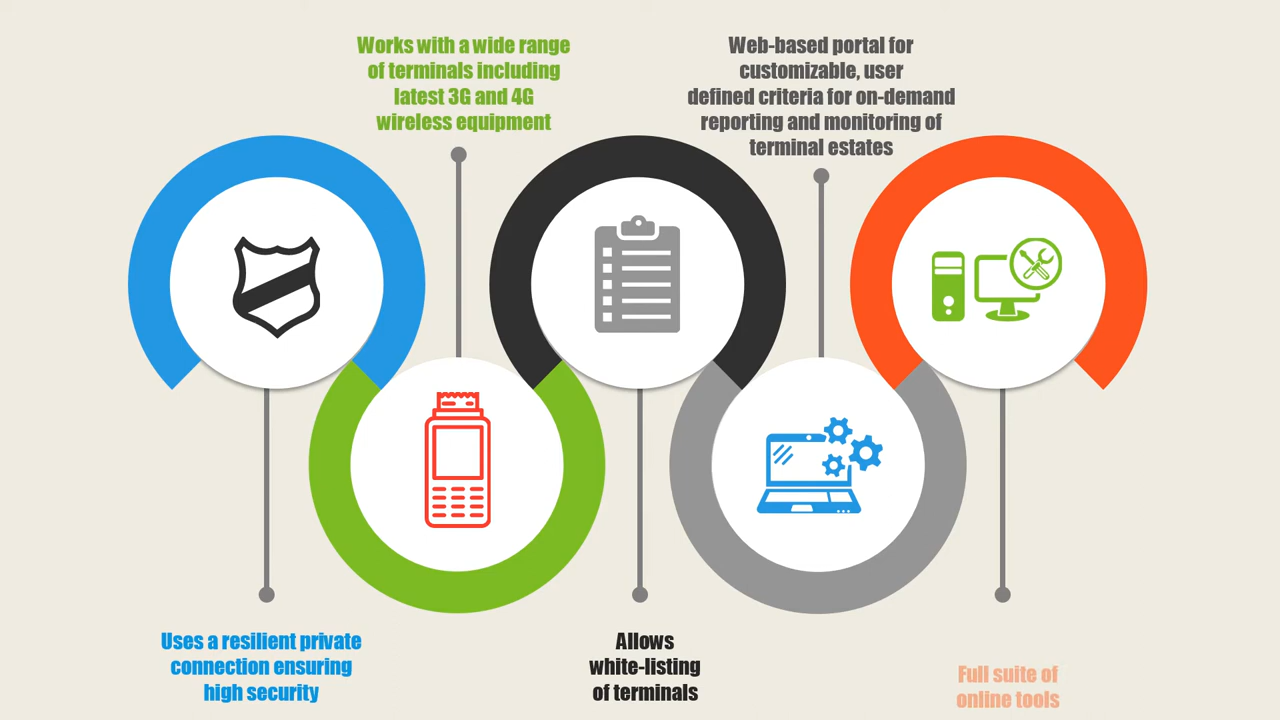 Works with a wide range
of terminals including
latest 3G and 4G
wireless equipment
Web-based portal for
customizable, user
defined criteria for on-demand
reporting and monitoring of
terminal estates
Uses a resilient private
connection ensuring
high security
Allows
white-listing
of terminals
Full suite of
online tools